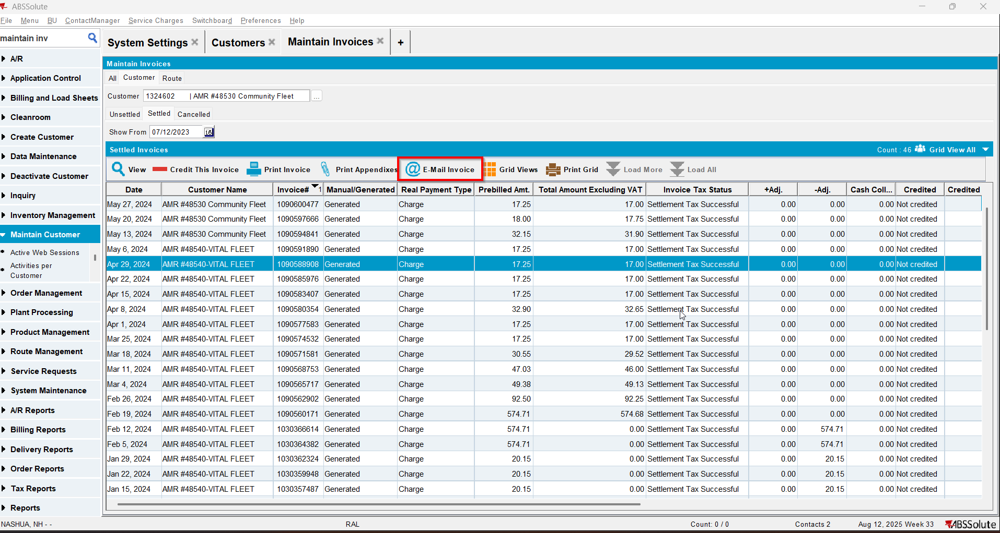 ABSSolute
File Menu BU ContactManager Service Charges Switchboard Preferences Help
maintain inv
System Settings Customers Maintain Invoices +
A/R
Application Control
Billing and Load Sheets
Cleanroom
Create Customer
Data Maintenance
Deactivate Customer
Inquiry
Inventory Management
Maintain Customer
Active Web Sessions
Activities per
Customer
Order Management
Plant Processing
Product Management
Route Management
Service Requests
System Maintenance
A/R Reports
Billing Reports
Delivery Reports
Order Reports
Tax Reports
Reports
Maintain Invoices
All Customer Route
Customer 1324602 | AMR #48530 Community Fleet ...
Unsettled Settled Cancelled
Show From 07/12/2023 16
Settled Invoices Count : 46 Grid View All
View Credit This Invoice Print Invoice Print Appendixes @ E-Mail Invoice Grid Views Print Grid Load More Load All
Date Customer Name Invoice# 1 Manual/Generated Real Payment Type Prebilled Amt. Total Amount Excluding VAT Invoice Tax Status +Adj. -Adj. Cash Coll... Credited Credited
May 27, 2024 AMR #48530 Community Fleet 1090600477 Generated Charge 17.25 17.00 Settlement Tax Successful 0.00 0.00 0.00 Not credited
May 20, 2024 AMR #48530 Community Fleet 1090597666 Generated Charge 18.00 17.75 Settlement Tax Successful 0.00 0.00 0.00 Not credited
May 13, 2024 AMR #48530 Community Fleet 1090594841 Generated Charge 32.15 31.90 Settlement Tax Successful 0.00 0.00 0.00 Not credited
May 6, 2024 AMR #48540-VITAL FLEET 1090591890 Generated Charge 17.25 17.00 Settlement Tax Successful 0.00 0.00 0.00 Not credited
Apr 29, 2024 AMR #48540-VITAL FLEET 1090588908 Generated Charge 17.25 17.00 Settlement Tax Successful 0.00 0.00 0.00 Not credited
Apr 22, 2024 AMR #48540-VITAL FLEET 1090585976 Generated Charge 17.25 17.00 Settlement Tax Successful 0.00 0.00 0.00 Not credited
Apr 15, 2024 AMR #48540-VITAL FLEET 1090583407 Generated Charge 17.25 17.00 Settlement Tax Successful 0.00 0.00 0.00 Not credited
Apr 8, 2024 AMR #48540-VITAL FLEET 1090580354 Generated Charge 32.90 32.65 Settlement Tax Successful 0.00 0.00 0.00 Not credited
Apr 1, 2024 AMR #48540-VITAL FLEET 1090577583 Generated Charge 17.25 17.00 Settlement Tax Successful 0.00 0.00 0.00 Not credited
Mar 25, 2024 AMR #48540-VITAL FLEET 1090574532 Generated Charge 17.25 17.00 Settlement Tax Successful 0.00 0.00 0.00 Not credited
Mar 18, 2024 AMR #48540-VITAL FLEET 1090571581 Generated Charge 30.55 29.52 Settlement Tax Successful 0.00 0.00 0.00 Not credited
Mar 11, 2024 AMR #48540-VITAL FLEET 1090568753 Generated Charge 47.03 46.00 Settlement Tax Successful 0.00 0.00 0.00 Not credited
Mar 4, 2024 AMR #48540-VITAL FLEET 1090565717 Generated Charge 49.38 49.13 Settlement Tax Successful 0.00 0.00 0.00 Not credited
Feb 26, 2024 AMR #48540-VITAL FLEET 1090562902 Generated Charge 92.50 92.25 Settlement Tax Successful 0.00 0.00 0.00 Not credited
Feb 19, 2024 AMR #48540-VITAL FLEET 1090560171 Generated Charge 574.71 574.68 Settlement Tax Successful 0.00 0.00 0.00 Not credited
Feb 12, 2024 AMR #48540-VITAL FLEET 1030366614 Generated Charge 574.71 0.00 Settlement Tax Successful 0.00 574.71 0.00 Not credited
Feb 5, 2024 AMR #48540-VITAL FLEET 1030364382 Generated Charge 574.71 0.00 Settlement Tax Successful 0.00 574.71 0.00 Not credited
Jan 29, 2024 AMR #48540-VITAL FLEET 1030362324 Generated Charge 20.15 0.00 Settlement Tax Successful 0.00 20.15 0.00 Not credited
Jan 22, 2024 AMR #48540-VITAL FLEET 1030359948 Generated Charge 20.15 0.00 Settlement Tax Successful 0.00 20.15 0.00 Not credited
Jan 15, 2024 AMR #48540-VITAL FLEET 1030357487 Generated Charge 20.15 0.00 Settlement Tax Successful 0.00 20.15 0.00 Not credited
NASHUA, NH - - RAL Count: 0 / 0 Contacts 2 Aug 12, 2025 Week 33 ABSSolute